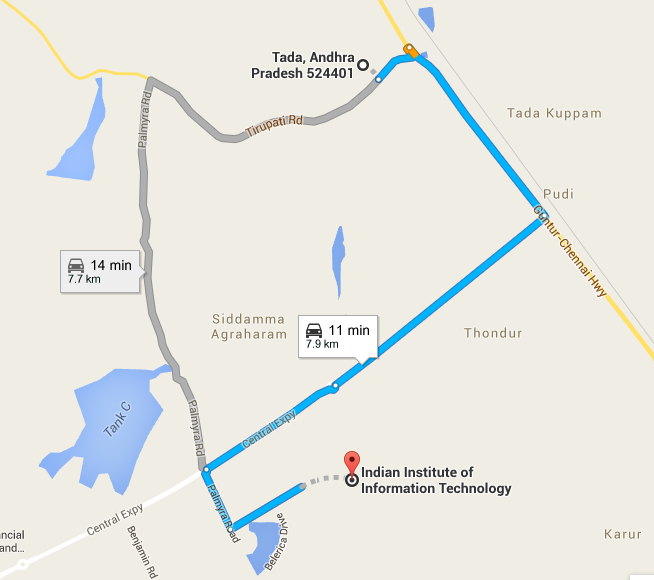 Tada, Andhra
Pradesh 524401
Tada Kuppam
Palmyra Rd
Tirupati Rd
Pudi
Guntur-Chennai Hwy
14 min
7.7 km
Siddamma
Agraharam
11 min
7.9 km
Thondur
Tank C
Palmyra Rd
Central Expy
Indian Institute of
Information Technology
Palmyra Road
Central Expy
Benjamin Rd
Belerica Drive
Karur
ncial
and...